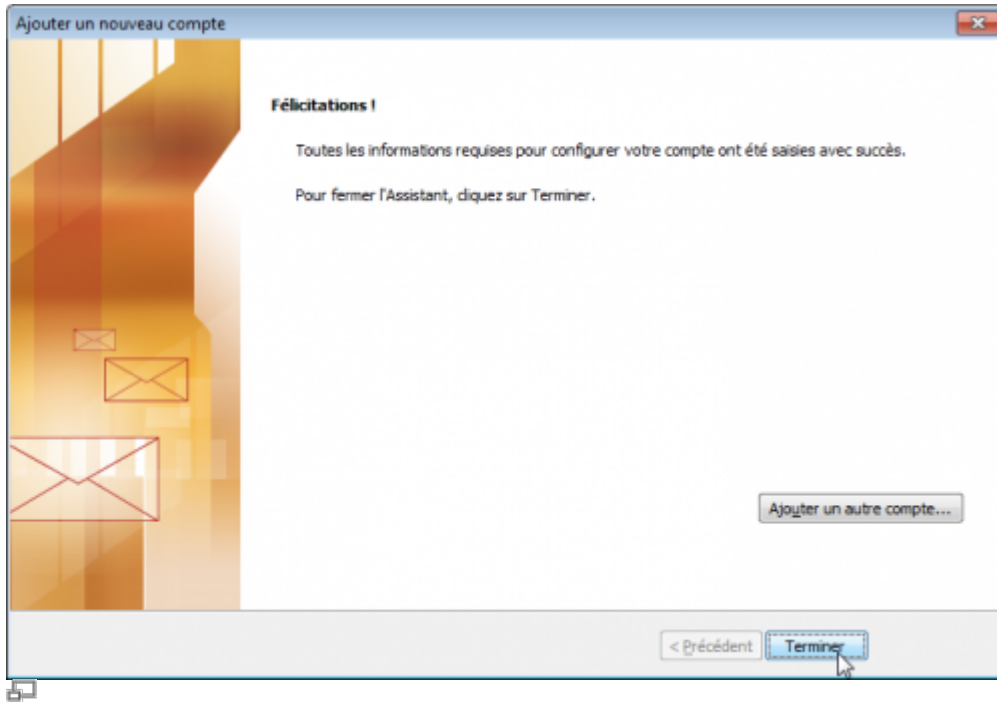 Ajouter un nouveau compte
Félicitations !
Toutes les informations requises pour configurer votre compte ont été saisies avec succès.
Pour fermer l'Assistant, cliquez sur Terminer.
Ajouter un autre compte...
< Précédent
Terminer